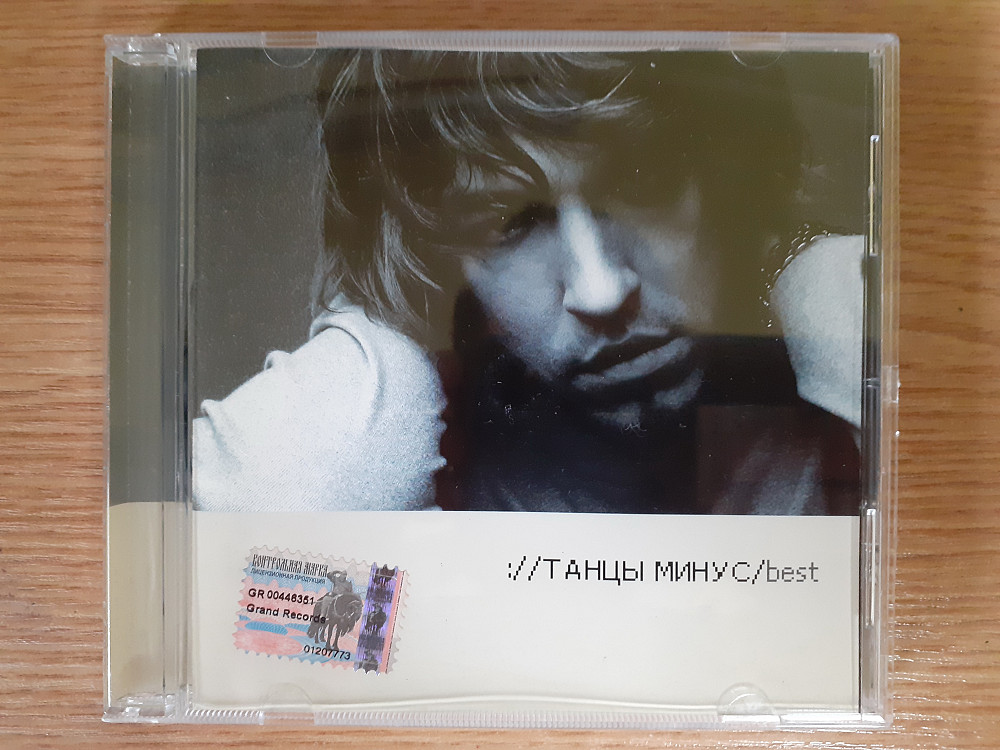 ://ТАНЦЫ МИНУС/best
КОНТРОЛЬНАЯ МАРКА
ЛИЦЕНЗИОННАЯ ПРОДУКЦИЯ
GR 00446351
Grand Records
01207773